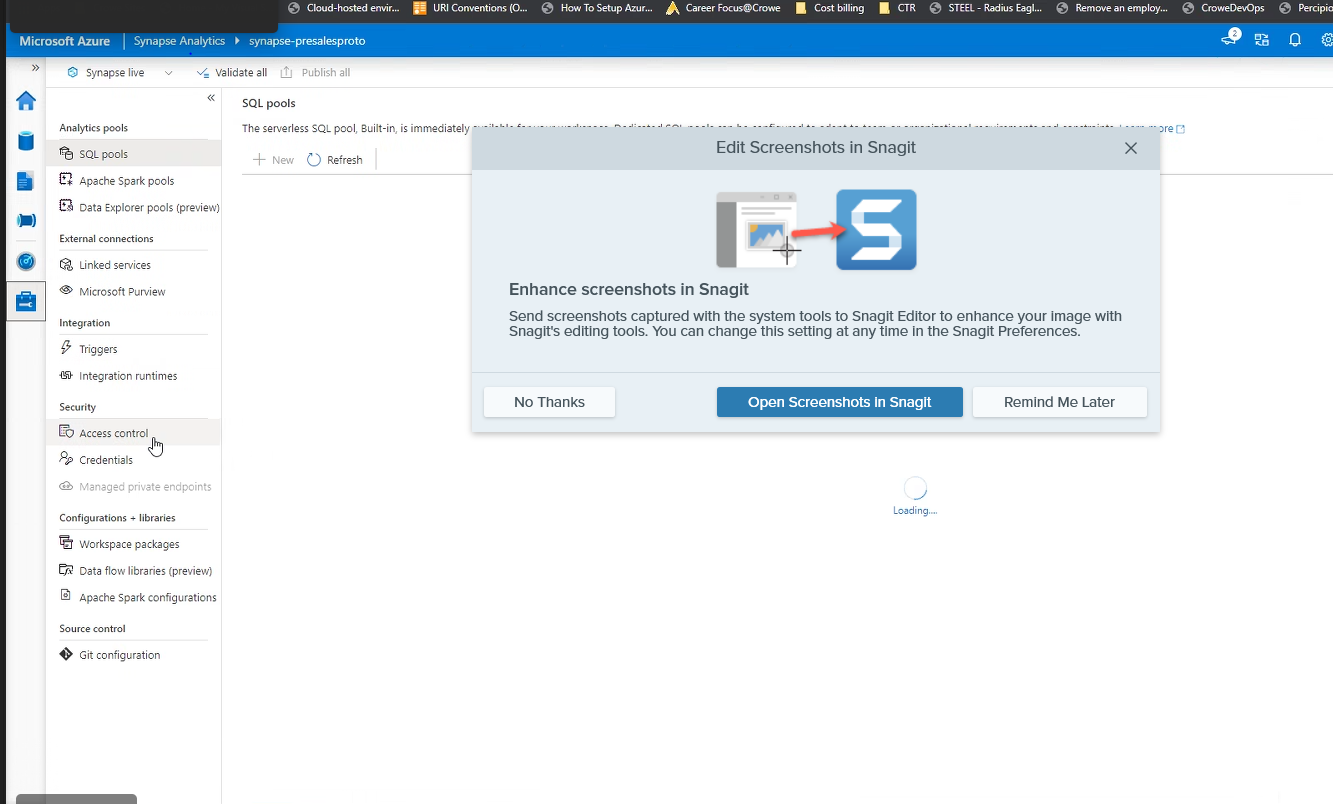 Cloud-hosted envir...
URI Conventions (O...
How To Setup Azur...
Career Focus@Crowe
Cost billing
CTR
STEEL - Radius Eagl...
Remove an employ...
CroweDevOps
Percipio
Microsoft Azure
Synapse Analytics
synapse-presalesproto
2
Synapse live
Validate all
Publish all
Analytics pools
SQL pools
Apache Spark pools
Data Explorer pools (preview)
External connections
Linked services
Microsoft Purview
Integration
Triggers
Integration runtimes
Security
Access control
Credentials
Managed private endpoints
Configurations + libraries
Workspace packages
Data flow libraries (preview)
Apache Spark configurations
Source control
Git configuration
SQL pools
The serverless SQL pool, Built-in, is immediately
more
New
Refresh
Edit Screenshots in Snagit
Enhance screenshots in Snagit
Send screenshots captured with the system tools to Snagit Editor to enhance your image with
Snagit's editing tools. You can change this setting at any time in the Snagit Preferences.
No Thanks
Open Screenshots in Snagit
Remind Me Later
Loading....